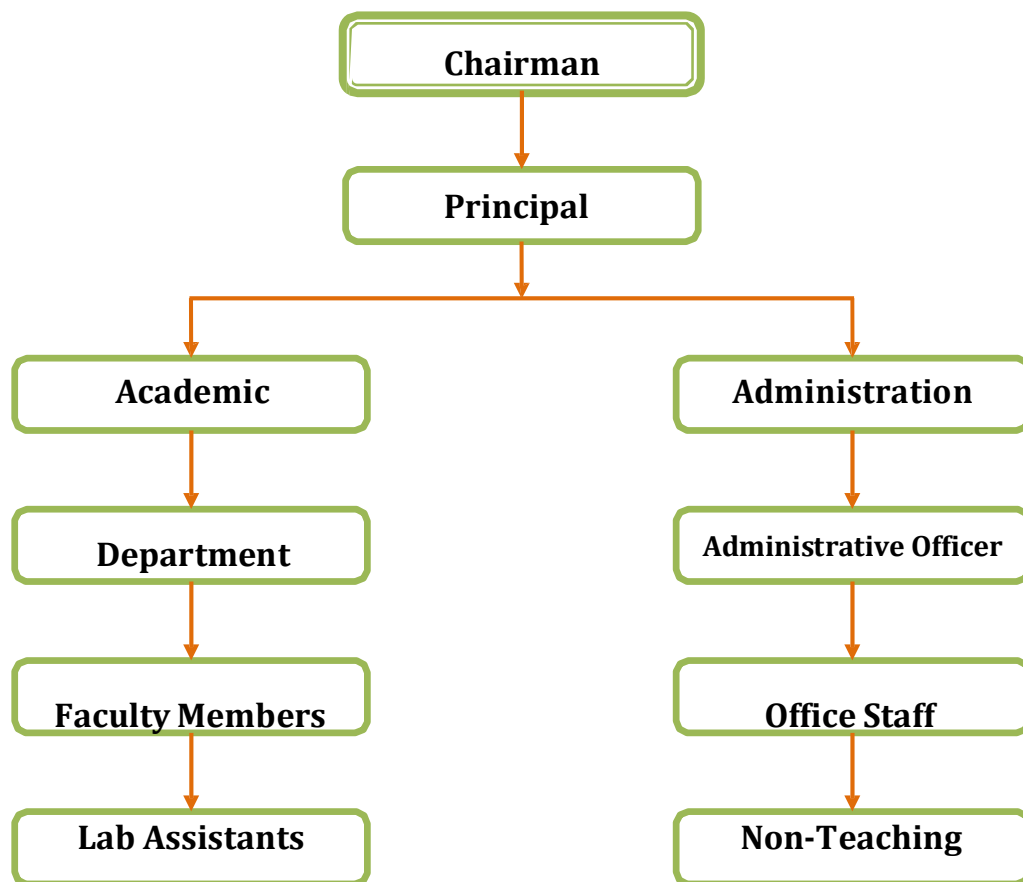 Chairman
Principal
Academic
Administration
Department
Administrative Officer
Faculty Members
Office Staff
Lab Assistants
Non-Teaching